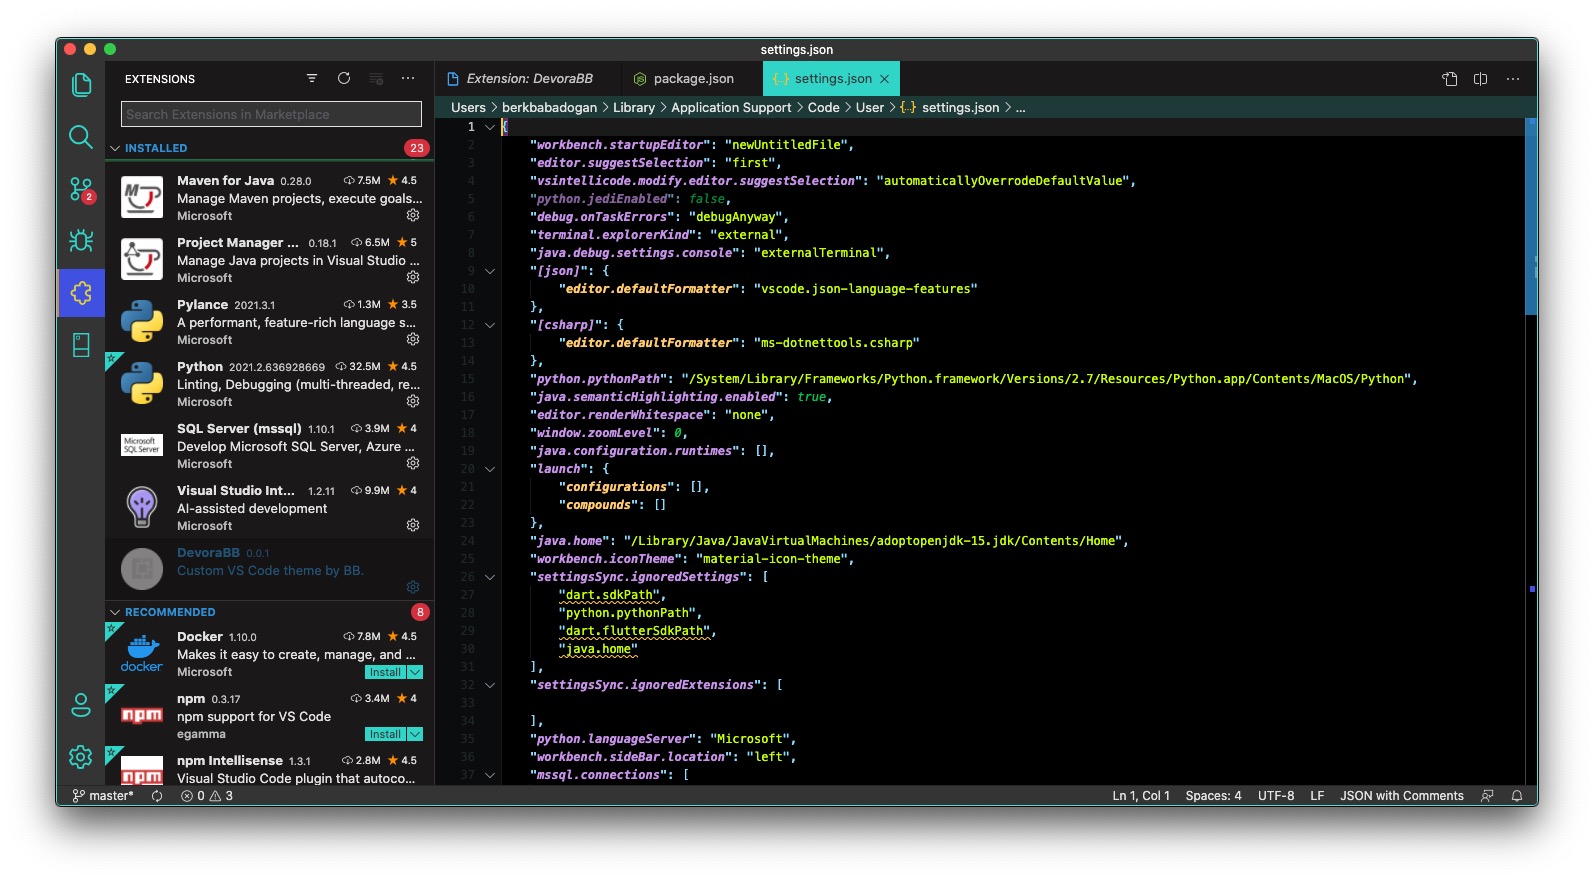 settings.json
EXTENSIONS
Search Extensions in Marketplace
INSTALLED 23
Maven for Java 0.28.0 7.5M 4.5
Manage Maven projects, execute goals...
Microsoft
Project Manager ... 0.18.1 6.5M 5
Manage Java projects in Visual Studio ...
Microsoft
Pylance 2021.3.1 1.3M 3.5
A performant, feature-rich language s...
Microsoft
Python 2021.2.636928669 32.5M 4.5
Linting, Debugging (multi-threaded, re...
Microsoft
Microsoft
SQL Server
SQL Server (mssql) 1.10.1 3.9M 4
Develop Microsoft SQL Server, Azure ...
Microsoft
Visual Studio Int... 1.2.11 9.9M 4
AI-assisted development
Microsoft
DevoraBB 0.0.1
Custom VS Code theme by BB.
RECOMMENDED 8
docker
Docker 1.10.0 7.8M 4.5
Makes it easy to create, manage, and ...
Microsoft Install
npm
npm 0.3.17 3.4M 4
npm support for VS Code
egamma Install
npm
npm Intellisense 1.3.1 2.8M 4.5
Visual Studio Code plugin that autoco...
2
Extension: DevoraBB package.json {..} settings.json
Users > berkbabadogan > Library > Application Support > Code > User > {..} settings.json > ...
1 {
2 "workbench.startupEditor": "newUntitledFile",
3 "editor.suggestSelection": "first",
4 "vsintellicode.modify.editor.suggestSelection": "automaticallyOverrodeDefaultValue",
5 "python.jediEnabled": false,
6 "debug.onTaskErrors": "debugAnyway",
7 "terminal.explorerKind": "external",
8 "java.debug.settings.console": "externalTerminal",
9 "[json]": {
10 "editor.defaultFormatter": "vscode.json-language-features"
11 },
12 "[csharp]": {
13 "editor.defaultFormatter": "ms-dotnettools.csharp"
14 },
15 "python.pythonPath": "/System/Library/Frameworks/Python.framework/Versions/2.7/Resources/Python.app/Contents/MacOS/Python",
16 "java.semanticHighlighting.enabled": true,
17 "editor.renderWhitespace": "none",
18 "window.zoomLevel": 0,
19 "java.configuration.runtimes": [],
20 "launch": {
21 "configurations": [],
22 "compounds": []
23 },
24 "java.home": "/Library/Java/JavaVirtualMachines/adoptopenjdk-15.jdk/Contents/Home",
25 "workbench.iconTheme": "material-icon-theme",
26 "settingsSync.ignoredSettings": [
27 "dart.sdkPath",
28 "python.pythonPath",
29 "dart.flutterSdkPath",
30 "java.home"
31 ],
32 "settingsSync.ignoredExtensions": [
33
34 ],
35 "python.languageServer": "Microsoft",
36 "workbench.sideBar.location": "left",
37 "mssql.connections": [
master* 0 3 Ln 1, Col 1 Spaces: 4 UTF-8 LF JSON with Comments